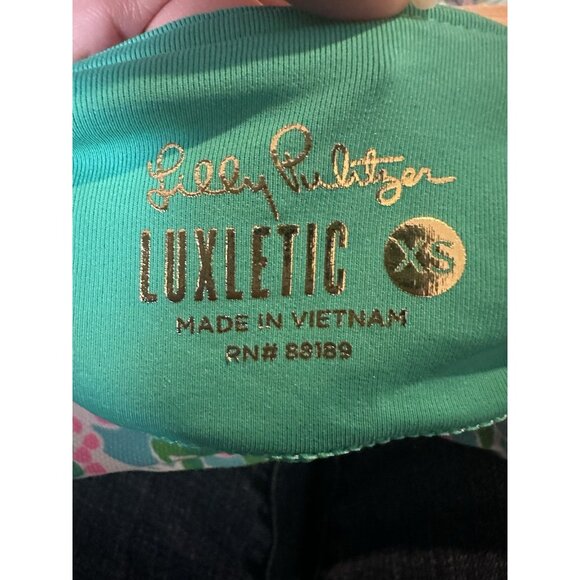 Lilly Pulitzer
LUXLETIC XS
MADE IN VIETNAM
RN# 88189